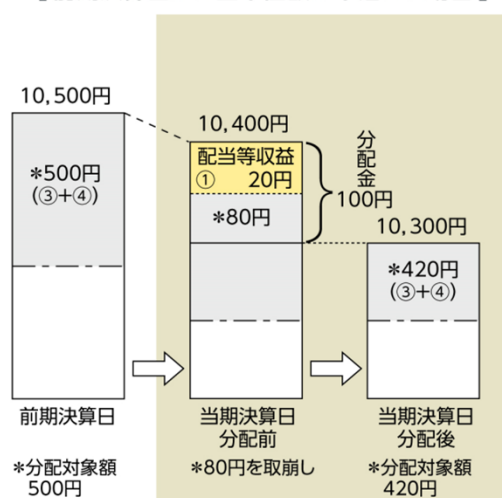 10,500円
*500円
(③+④)
前期決算日
*分配対象額
500円
10,400円
配当等収益
① 20円
*80円
分配金
100円
当期決算日
分配前
*80円を取崩し
10,300円
*420円
(③+④)
当期決算日
分配後
*分配対象額
420円